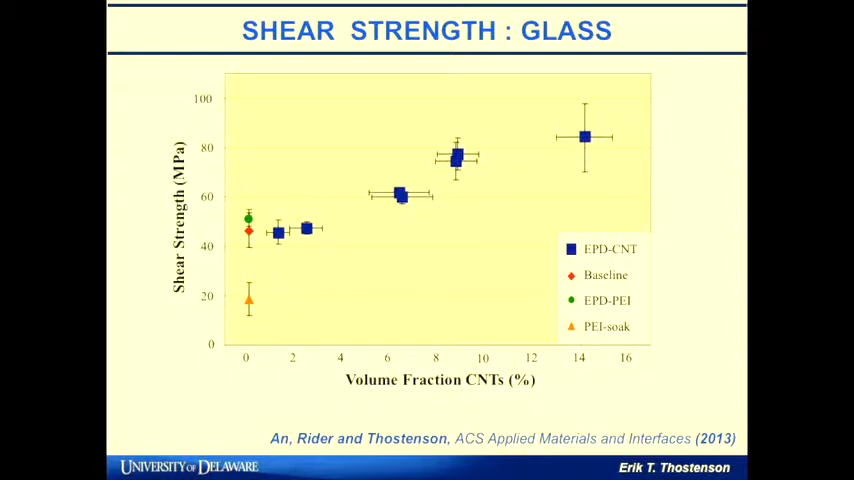 SHEAR STRENGTH : GLASS
100
80
60
40
20
0
Shear Strength (MPa)
EPD-CNT
Baseline
EPD-PEI
PEI-soak
0 2 4 6 8 10 12 14 16
Volume Fraction CNTs (%)
An, Rider and Thostenson, ACS Applied Materials and Interfaces (2013)
UNIVERSITY OF DELAWARE
Erik T. Thostenson